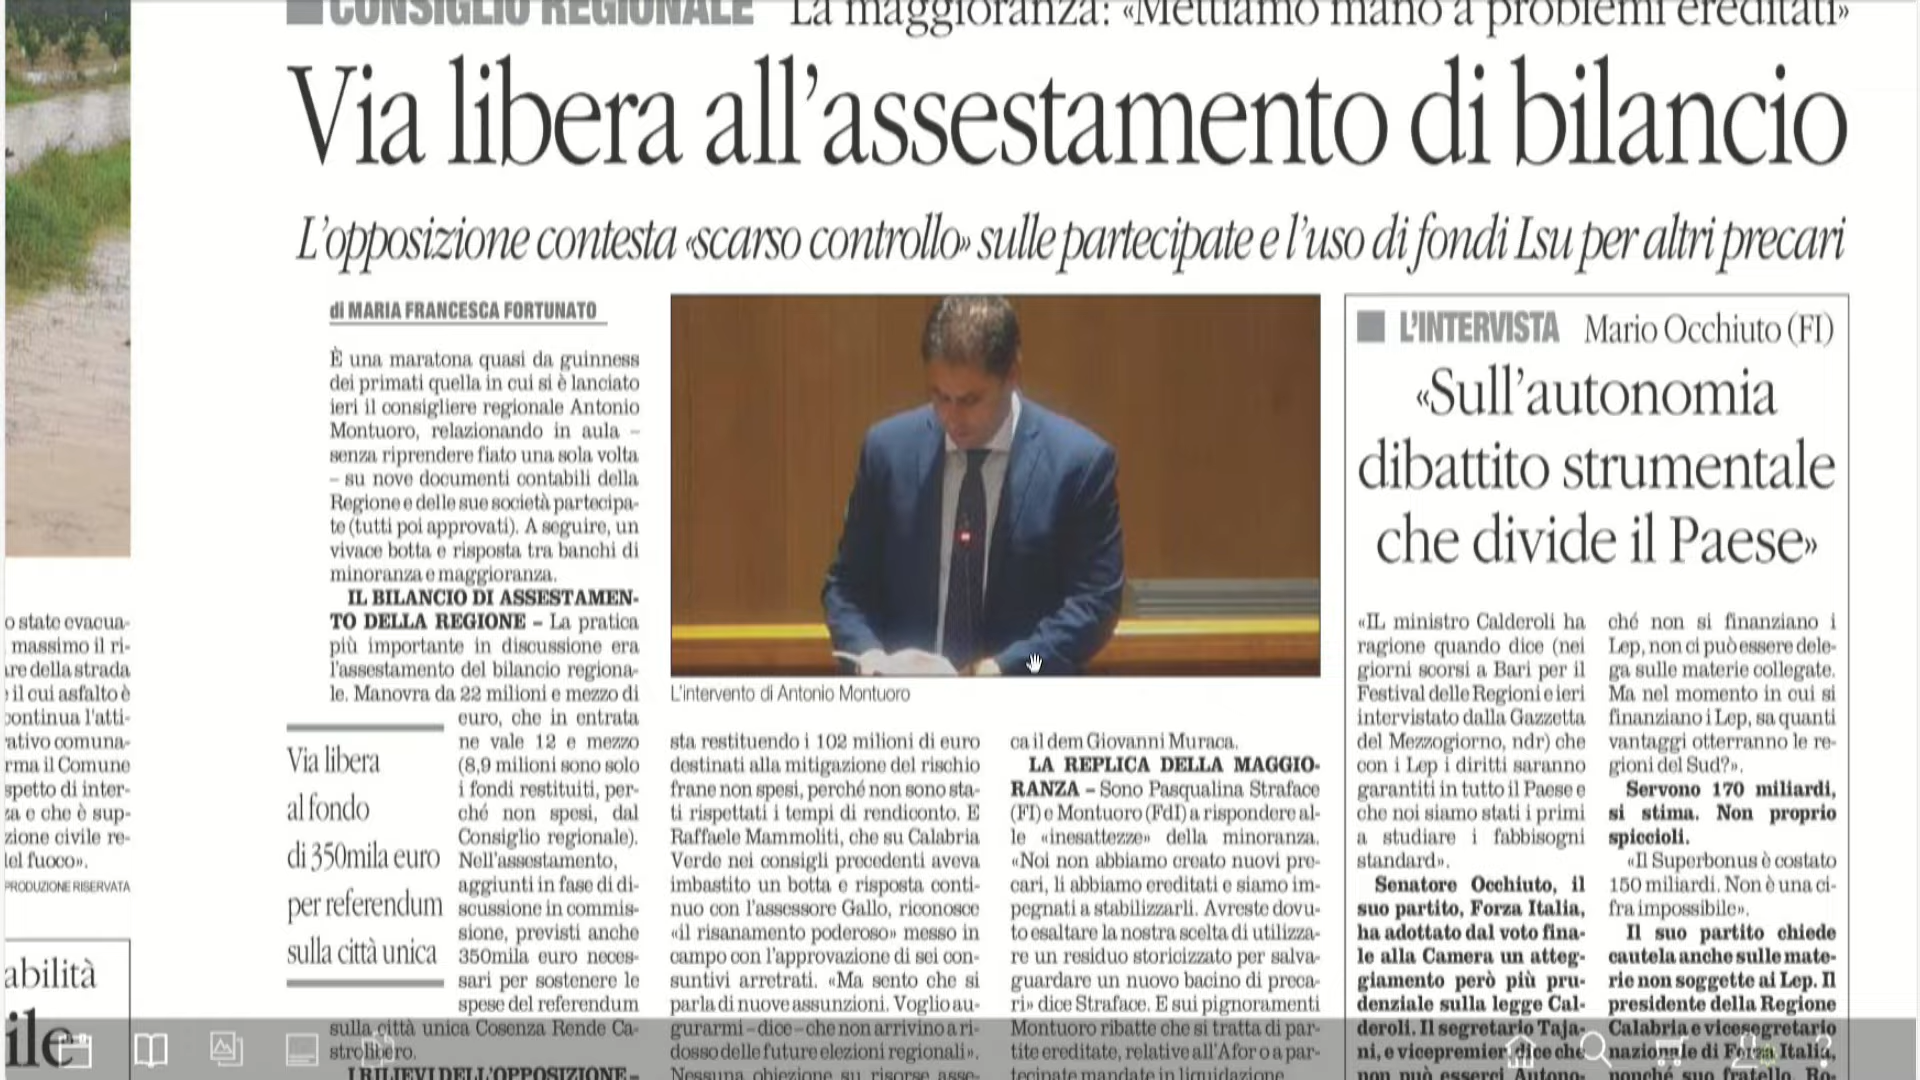 CONSIGLIO REGIONALE La maggioranza: «Mettiamo mano a problemi ereditati»
Via libera all'assestamento di bilancio
L'opposizione contesta «scarso controllo» sulle partecipate e l'uso di fondi Lsu per altri precari
di MARIA FRANCESCA FORTUNATO
È una maratona quasi da guinness
dei primati quella in cui si è lanciato
ieri il consigliere regionale Antonio
Montuoro, relazionando in aula –
senza riprendere fiato una sola volta
– su nove documenti contabili della
Regione e delle sue società partecipa-
te (tutti poi approvati). A seguire, un
vivace botta e risposta tra banchi di
minoranza e maggioranza.
IL BILANCIO DI ASSESTAMEN-
TO DELLA REGIONE – La pratica
più importante in discussione era
l'assestamento del bilancio regiona-
le. Manovra da 22 milioni e mezzo di
euro, che in entrata
ne vale 12 e mezzo
(8,9 milioni sono solo
i fondi restituiti, per-
ché non spesi, dal
Consiglio regionale).
Nell'assestamento,
aggiunti in fase di di-
scussione in commis-
sione, previsti anche
350mila euro neces-
sari per sostenere le
spese del referendum
sulla città unica Cosenza Rende Ca-
strolibero.
I RILIEVI DELL'OPPOSIZIONE –
Via libera
al fondo
di 350mila euro
per referendum
sulla città unica
L'intervento di Antonio Montuoro
sta restituendo i 102 milioni di euro
destinati alla mitigazione del rischio
frane non spesi, perché non sono sta-
ti rispettati i tempi di rendiconto. E
Raffaele Mammoliti, che su Calabria
Verde nei consigli precedenti aveva
imbastito un botta e risposta conti-
nuo con l'assessore Gallo, riconosce
«il risanamento poderoso» messo in
campo con l'approvazione di sei con-
suntivi arretrati. «Ma sento che si
parla di nuove assunzioni. Voglio au-
gurarmi – dice – che non arrivino a ri-
dosso delle future elezioni regionali».
Nessuna obiezione su risorse asse-
ca il dem Giovanni Muraca.
LA REPLICA DELLA MAGGIO-
RANZA – Sono Pasqualina Straface
(FI) e Montuoro (FdI) a rispondere al-
le «inesattezze» della minoranza.
«Noi non abbiamo creato nuovi pre-
cari, li abbiamo ereditati e siamo im-
pegnati a stabilizzarli. Avreste dovu-
to esaltare la nostra scelta di utilizza-
re un residuo storicizzato per salva-
guardare un nuovo bacino di preca-
ri» dice Straface. E sui pignoramenti
Montuoro ribatte che si tratta di par-
tite ereditate, relative all'Afor o a par-
tecipate mandate in liquidazione.
L'INTERVISTA Mario Occhiuto (FI)
«Sull'autonomia
dibattito strumentale
che divide il Paese»
«IL ministro Calderoli ha
ragione quando dice (nei
giorni scorsi a Bari per il
Festival delle Regioni e ieri
intervistato dalla Gazzetta
del Mezzogiorno, ndr) che
con i Lep i diritti saranno
garantiti in tutto il Paese e
che noi siamo stati i primi
a studiare i fabbisogni
standard».
Senatore Occhiuto, il
suo partito, Forza Italia,
ha adottato dal voto fina-
le alla Camera un atteg-
giamento però più pru-
denziale sulla legge Cal-
deroli. Il segretario Taja-
ni, e vicepremier, dice che
non può esserci Autono-
ché non si finanziano i
Lep, non ci può essere dele-
ga sulle materie collegate.
Ma nel momento in cui si
finanziano i Lep, sa quanti
vantaggi otterranno le re-
gioni del Sud?».
Servono 170 miliardi,
si stima. Non proprio
spiccioli.
«Il Superbonus è costato
150 miliardi. Non è una ci-
fra impossibile».
Il suo partito chiede
cautela anche sulle mate-
rie non soggette ai Lep. Il
presidente della Regione
Calabria e vicesegretario
nazionale di Forza Italia,
nonché suo fratello, Ro-
o state evacua-
massimo il ri-
are della strada
il cui asfalto è
continua l'atti-
ativo comuna-
rma il Comune
spetto di inter-
za e che è sup-
zione civile re-
lel fuoco».
PRODUZIONE RISERVATA
abilità
ile